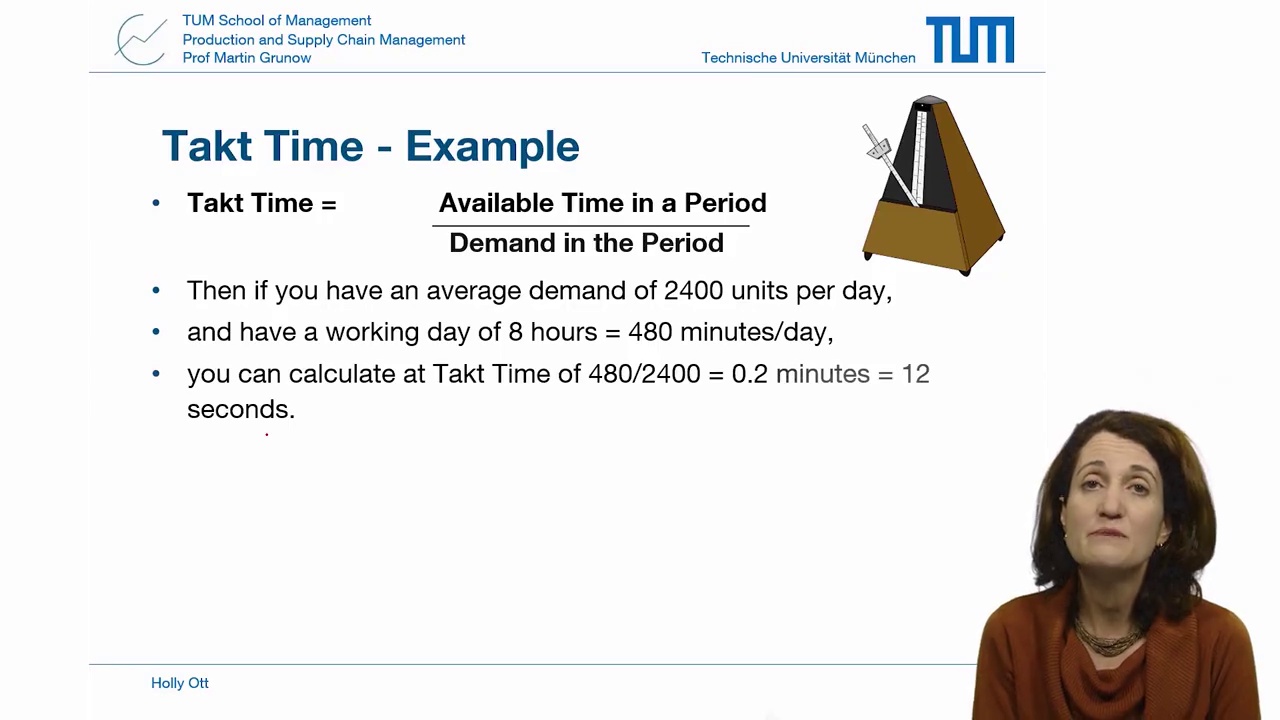 TUM School of Management
Production and Supply Chain Management
Prof Martin Grunow
Technische Universität München
TUM
Takt Time - Example
• Takt Time = Available Time in a Period
Demand in the Period
• Then if you have an average demand of 2400 units per day,
• and have a working day of 8 hours = 480 minutes/day,
• you can calculate at Takt Time of 480/2400 = 0.2 minutes = 12
seconds.
Holly Ott